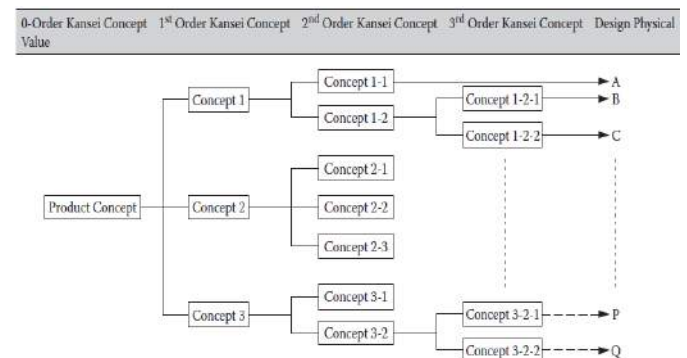 0-Order Kansei Concept 1st Order Kansei Concept 2nd Order Kansei Concept 3rd Order Kansei Concept Design Physical
Value
Concept 1-1
A
Concept 1
Concept 1-2-1
B
Concept 1-2
Concept 1-2-2
C
Concept 2-1
Product Concept
Concept 2
Concept 2-2
Concept 2-3
Concept 3-1
Concept 3
Concept 3-2-1
P
Concept 3-2
Concept 3-2-2
Q